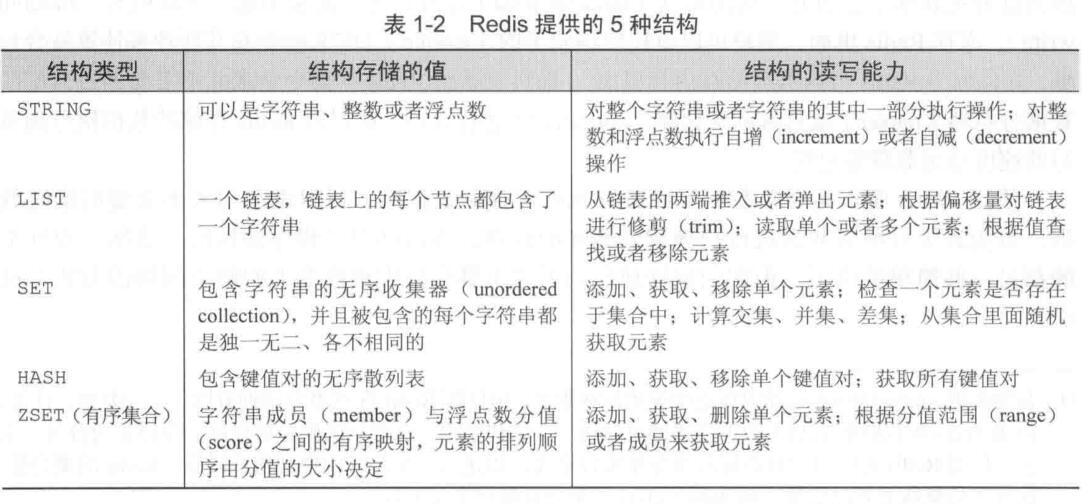 表 1-2 Redis 提供的 5 种结构
结构类型 结构存储的值 结构的读写能力
STRING 可以是字符串、整数或者浮点数 对整个字符串或者字符串的其中一部分执行操作；对整
数和浮点数执行自增（increment）或者自减（decrement）
操作
LIST 一个链表，链表上的每个节点都包含了 从链表的两端推入或者弹出元素；根据偏移量对链表
一个字符串 进行修剪（trim）；读取单个或者多个元素；根据值查
找或者移除元素
SET 包含字符串的无序收集器（unordered 添加、获取、移除单个元素；检查一个元素是否存在
collection），并且被包含的每个字符串都 于集合中；计算交集、并集、差集；从集合里面随机
是独一无二、各不相同的 获取元素
HASH 包含键值对的无序散列表 添加、获取、移除单个键值对；获取所有键值对
ZSET（有序集合） 字符串成员（member）与浮点数分值 添加、获取、删除单个元素；根据分值范围（range）
（score）之间的有序映射，元素的排列顺 或者成员来获取元素
序由分值的大小决定